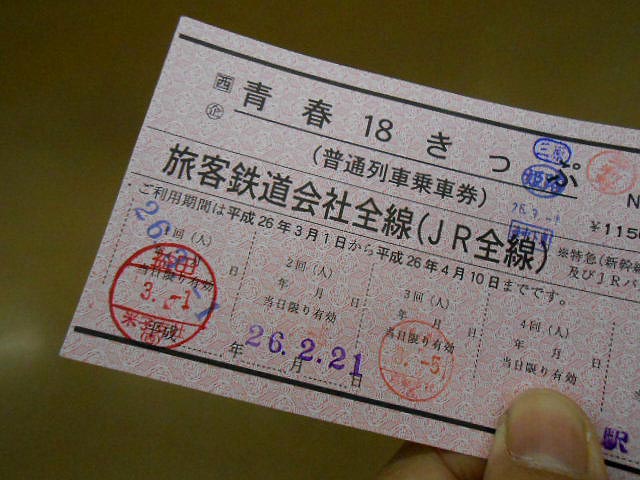 西
企
青春18きっぷ
(普通列車乗車券)
旅客鉄道会社全線(JR全線)
ご利用期間は平成26年3月1日から平成26年4月10日までです。
¥1150
※特急(新幹線
及びJRバ
1回(人)
日
当日限り有効
2回(人)
年 月 日
当日限り有効
3回(人)
年 月 日
当日限り有効
4回(人)
年 月 日
当日限り有効
平成 年 月 日
26.2.21
駅